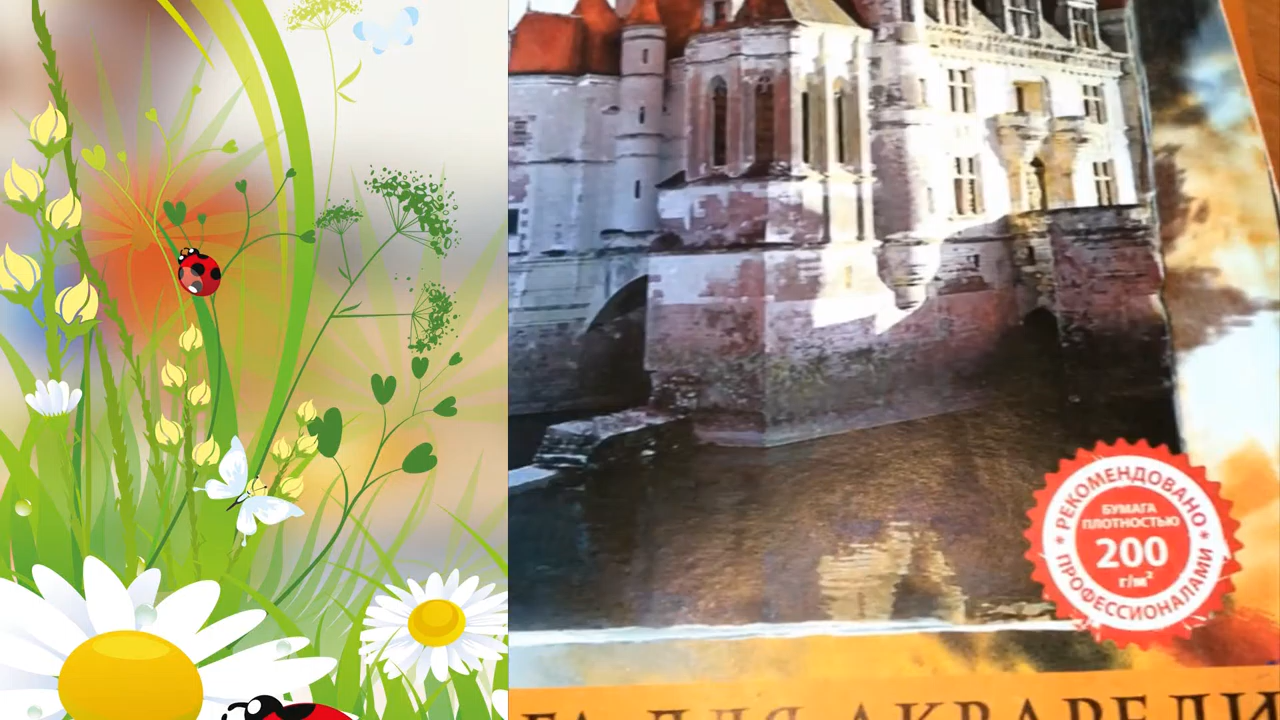 РЕКОМЕНДОВАНО
БУМАГА
ПЛОТНОСТЬЮ
200
г/м²
ПРОФЕССИОНАЛАМИ
ДЛЯ АКВАРЕЛИ